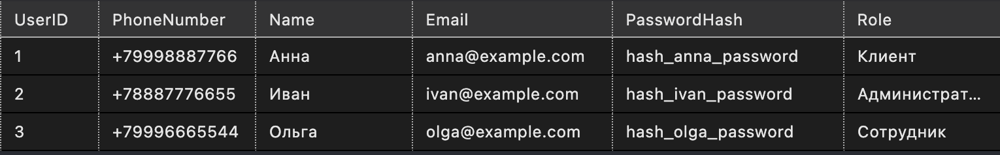 UserID PhoneNumber Name Email PasswordHash Role
1 +79998887766 Анна anna@example.com hash_anna_password Клиент
2 +78887776655 Иван ivan@example.com hash_ivan_password Администрат...
3 +79996665544 Ольга olga@example.com hash_olga_password Сотрудник